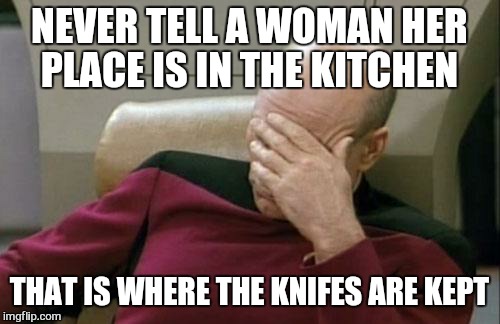 NEVER TELL A WOMAN HER
PLACE IS IN THE KITCHEN
THAT IS WHERE THE KNIFES ARE KEPT
imgflip.com